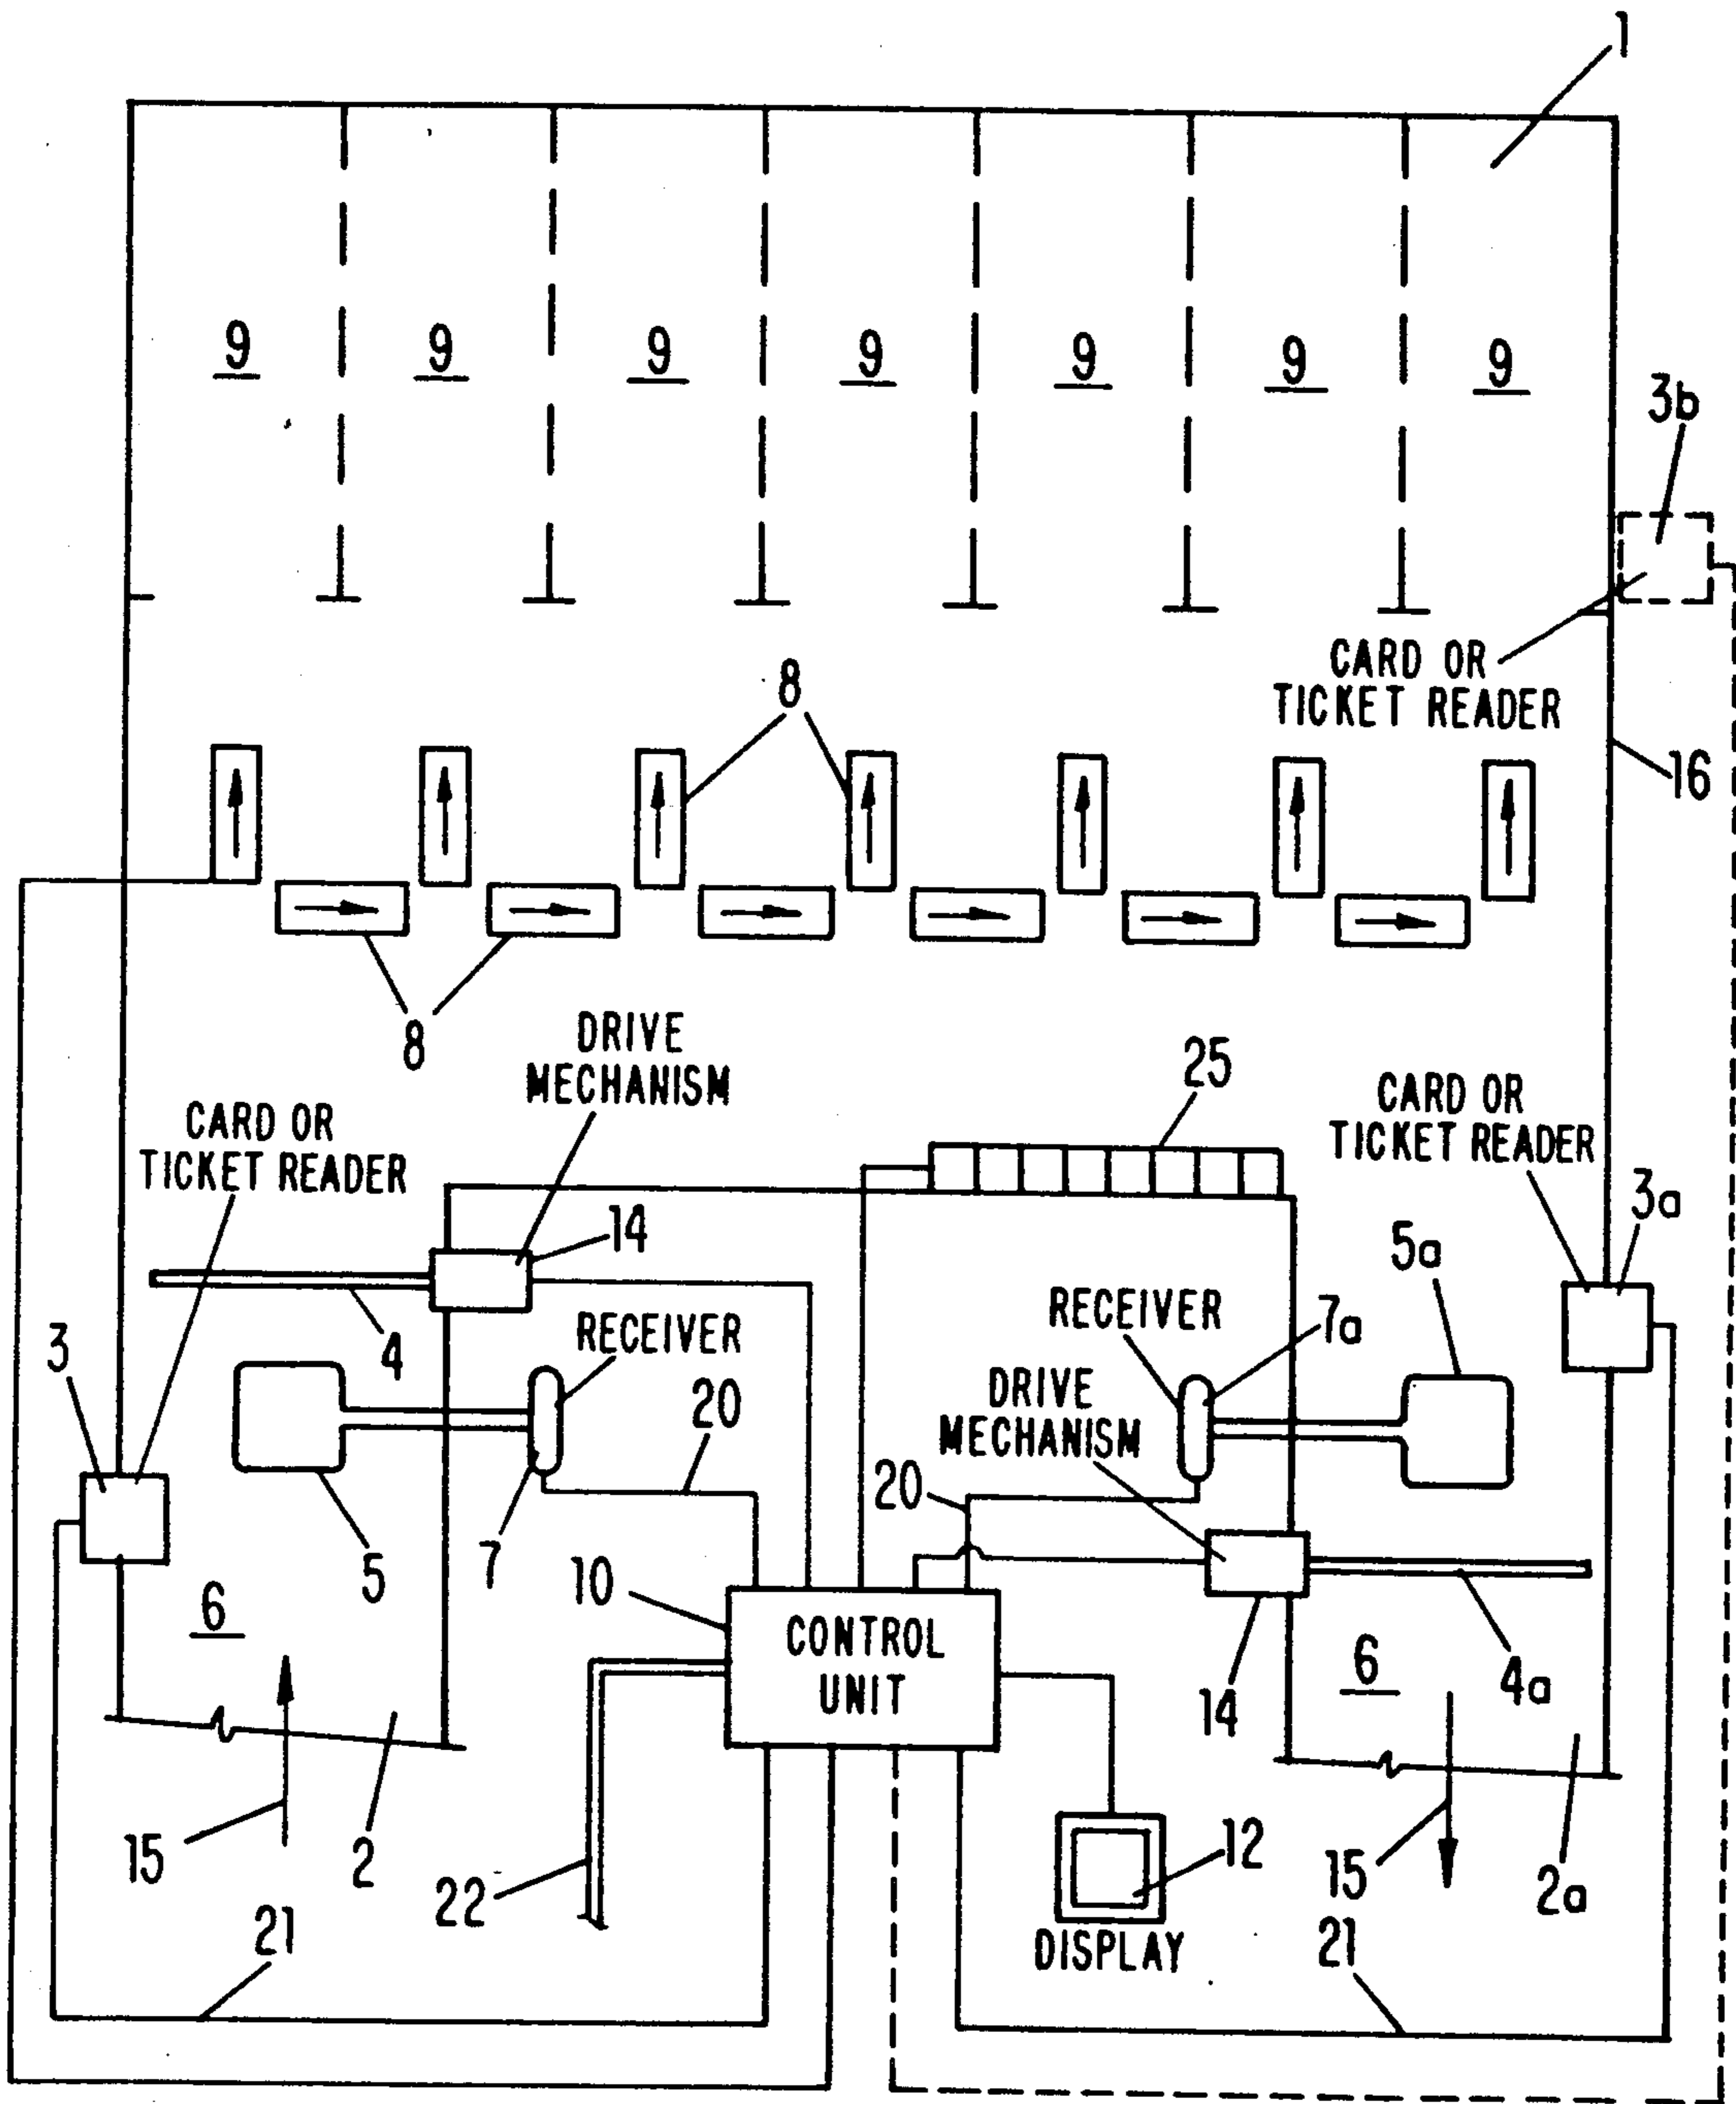 1
9 9 9 9 9 9 9
3b
CARD OR
TICKET READER
8
16
8
DRIVE
MECHANISM
25
CARD OR
TICKET READER
CARD OR
TICKET READER
3a
14
5a
RECEIVER
RECEIVER
7a
4
3
20
DRIVE
MECHANISM
20
5
7
10
6
CONTROL
UNIT
6
4a
14
15
2
22
12
15
2a
21
DISPLAY
21